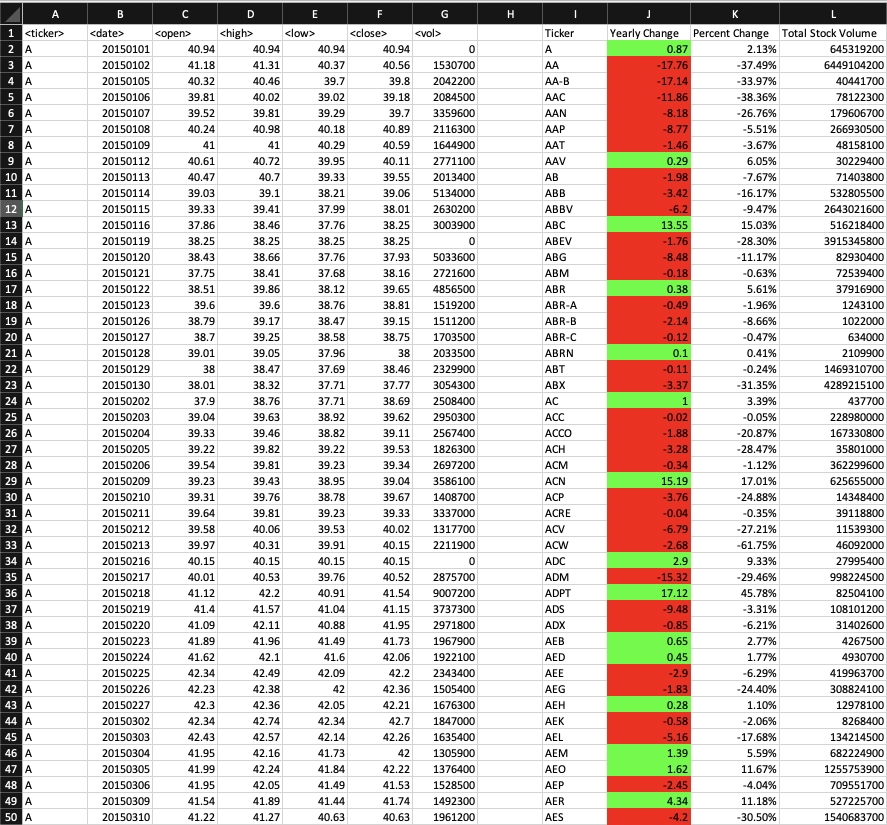 A B C D E F G H I J K L
1 <ticker> <date> <open> <high> <low> <close> <vol> Ticker Yearly Change Percent Change Total Stock Volume
2 A 20150101 40.94 40.94 40.94 40.94 0 A 0.87 2.13% 645319200
3 A 20150102 41.18 41.31 40.37 40.56 1530700 AA -17.76 -37.49% 6449104200
4 A 20150105 40.32 40.46 39.7 39.8 2042200 AA-B -17.14 -33.97% 40441700
5 A 20150106 39.81 40.02 39.02 39.18 2084500 AAC -11.86 -38.36% 78122300
6 A 20150107 39.52 39.81 39.29 39.7 3359600 AAN -8.18 -26.76% 179606700
7 A 20150108 40.24 40.98 40.18 40.89 2116300 AAP -8.77 -5.51% 266930500
8 A 20150109 41 41 40.29 40.59 1644900 AAT -1.46 -3.67% 48158100
9 A 20150112 40.61 40.72 39.95 40.11 2771100 AAV 0.29 6.05% 30229400
10 A 20150113 40.47 40.7 39.33 39.55 2013400 AB -1.98 -7.67% 71403800
11 A 20150114 39.03 39.1 38.21 39.06 5134000 ABB -3.42 -16.17% 532805500
12 A 20150115 39.33 39.41 37.99 38.01 2630200 ABBV -6.2 -9.47% 2643021600
13 A 20150116 37.86 38.46 37.76 38.25 3003900 ABC 13.55 15.03% 516218400
14 A 20150119 38.25 38.25 38.25 38.25 0 ABEV -1.76 -28.30% 3915345800
15 A 20150120 38.43 38.66 37.76 37.93 5033600 ABG -8.48 -11.17% 82930400
16 A 20150121 37.75 38.41 37.68 38.16 2721600 ABM -0.18 -0.63% 72539400
17 A 20150122 38.51 39.86 38.12 39.65 4856500 ABR 0.38 5.61% 37916900
18 A 20150123 39.6 39.6 38.76 38.81 1519200 ABR-A -0.49 -1.96% 1243100
19 A 20150126 38.79 39.17 38.47 39.15 1511200 ABR-B -2.14 -8.66% 1022000
20 A 20150127 38.7 39.25 38.58 38.75 1703500 ABR-C -0.12 -0.47% 634000
21 A 20150128 39.01 39.05 37.96 38 2033500 ABRN 0.1 0.41% 2109900
22 A 20150129 38 38.47 37.69 38.46 2329900 ABT -0.11 -0.24% 1469310700
23 A 20150130 38.01 38.32 37.71 37.77 3054300 ABX -3.37 -31.35% 4289215100
24 A 20150202 37.9 38.76 37.71 38.69 2508400 AC 1 3.39% 437700
25 A 20150203 39.04 39.63 38.92 39.62 2950300 ACC -0.02 -0.05% 228980000
26 A 20150204 39.33 39.46 38.82 39.11 2567400 ACCO -1.88 -20.87% 167330800
27 A 20150205 39.22 39.82 39.22 39.53 1826300 ACH -3.28 -28.47% 35801000
28 A 20150206 39.54 39.81 39.23 39.34 2697200 ACM -0.34 -1.12% 362299600
29 A 20150209 39.23 39.43 38.95 39.04 3586100 ACN 15.19 17.01% 625655000
30 A 20150210 39.31 39.76 38.78 39.67 1408700 ACP -3.76 -24.88% 14348400
31 A 20150211 39.64 39.81 39.23 39.33 3337000 ACRE -0.04 -0.35% 39118800
32 A 20150212 39.58 40.06 39.53 40.02 1317700 ACV -6.79 -27.21% 11539300
33 A 20150213 39.97 40.31 39.91 40.15 2211900 ACW -2.68 -61.75% 46092000
34 A 20150216 40.15 40.15 40.15 40.15 0 ADC 2.9 9.33% 27995400
35 A 20150217 40.01 40.53 39.76 40.52 2875700 ADM -15.32 -29.46% 998224500
36 A 20150218 41.12 42.2 40.91 41.54 9007200 ADPT 17.12 45.78% 82504100
37 A 20150219 41.4 41.57 41.04 41.15 3737300 ADS -9.48 -3.31% 108101200
38 A 20150220 41.09 42.11 40.88 41.95 2971800 ADX -0.85 -6.21% 31402600
39 A 20150223 41.89 41.96 41.49 41.73 1967900 AEB 0.65 2.77% 4267500
40 A 20150224 41.62 42.1 41.6 42.06 1922100 AED 0.45 1.77% 4930700
41 A 20150225 42.34 42.49 42.09 42.2 2343400 AEE -2.9 -6.29% 419963700
42 A 20150226 42.23 42.38 42 42.36 1505400 AEG -1.83 -24.40% 308824100
43 A 20150227 42.3 42.36 42.05 42.21 1676300 AEH 0.28 1.10% 12978100
44 A 20150302 42.34 42.74 42.34 42.7 1847000 AEK -0.58 -2.06% 8268400
45 A 20150303 42.43 42.57 42.14 42.26 1635400 AEL -5.16 -17.68% 134214500
46 A 20150304 41.95 42.16 41.73 42 1305900 AEM 1.39 5.59% 682224900
47 A 20150305 41.99 42.24 41.84 42.22 1376400 AEO 1.62 11.67% 1255753900
48 A 20150306 41.95 42.05 41.49 41.53 1528500 AEP -2.45 -4.04% 709551700
49 A 20150309 41.54 41.89 41.44 41.74 1492300 AER 4.34 11.18% 527225700
50 A 20150310 41.22 41.27 40.63 40.63 1961200 AES -4.2 -30.50% 1540683700